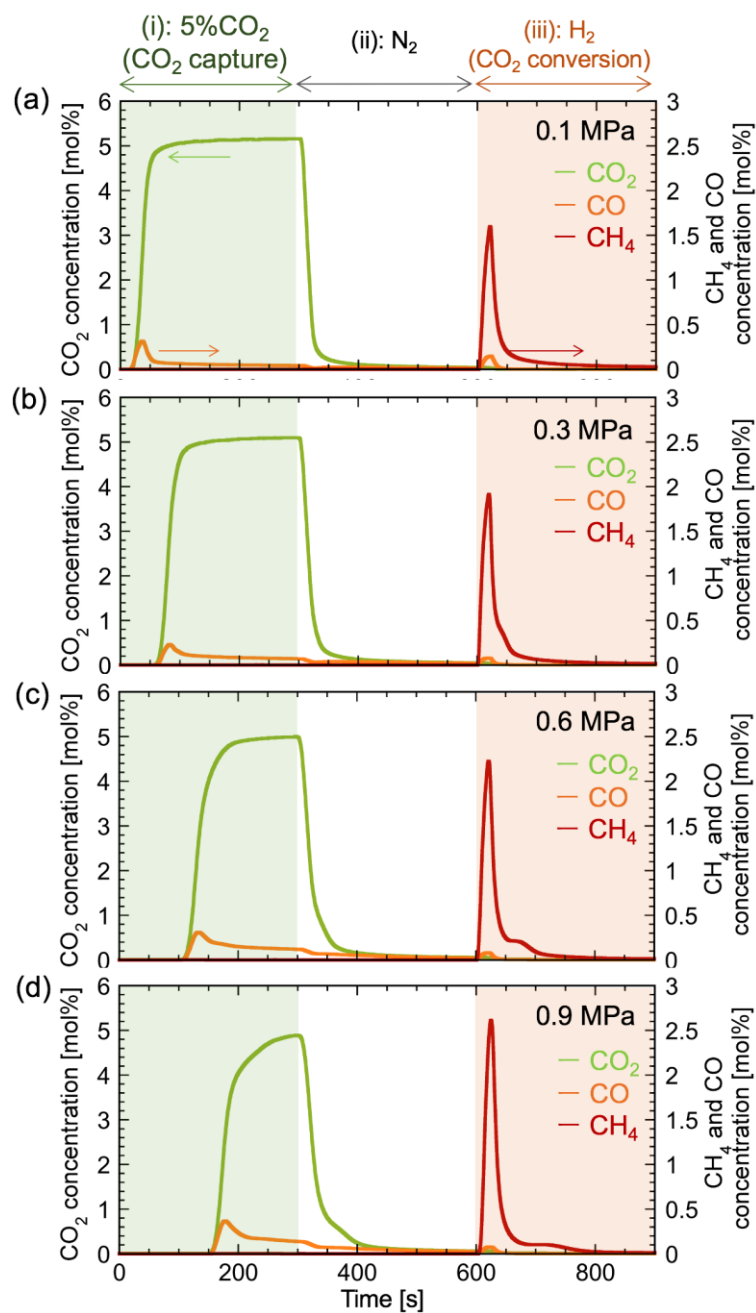 (i): 5%CO₂
(CO₂ capture)
(ii): N₂
(iii): H₂
(CO₂ conversion)
(a)
CO₂ concentration [mol%]
6
5
4
3
2
1
0
0.1 MPa
CO₂
CO
CH₄
3
2.5
2
1.5
1
0.5
0
CH₄ and CO
concentration [mol%]
(b)
CO₂ concentration [mol%]
6
5
4
3
2
1
0
0.3 MPa
CO₂
CO
CH₄
3
2.5
2
1.5
1
0.5
0
CH₄ and CO
concentration [mol%]
(c)
CO₂ concentration [mol%]
6
5
4
3
2
1
0
0.6 MPa
CO₂
CO
CH₄
3
2.5
2
1.5
1
0.5
0
CH₄ and CO
concentration [mol%]
(d)
CO₂ concentration [mol%]
6
5
4
3
2
1
0
0.9 MPa
CO₂
CO
CH₄
3
2.5
2
1.5
1
0.5
0
CH₄ and CO
concentration [mol%]
0 200 400 600 800
Time [s]